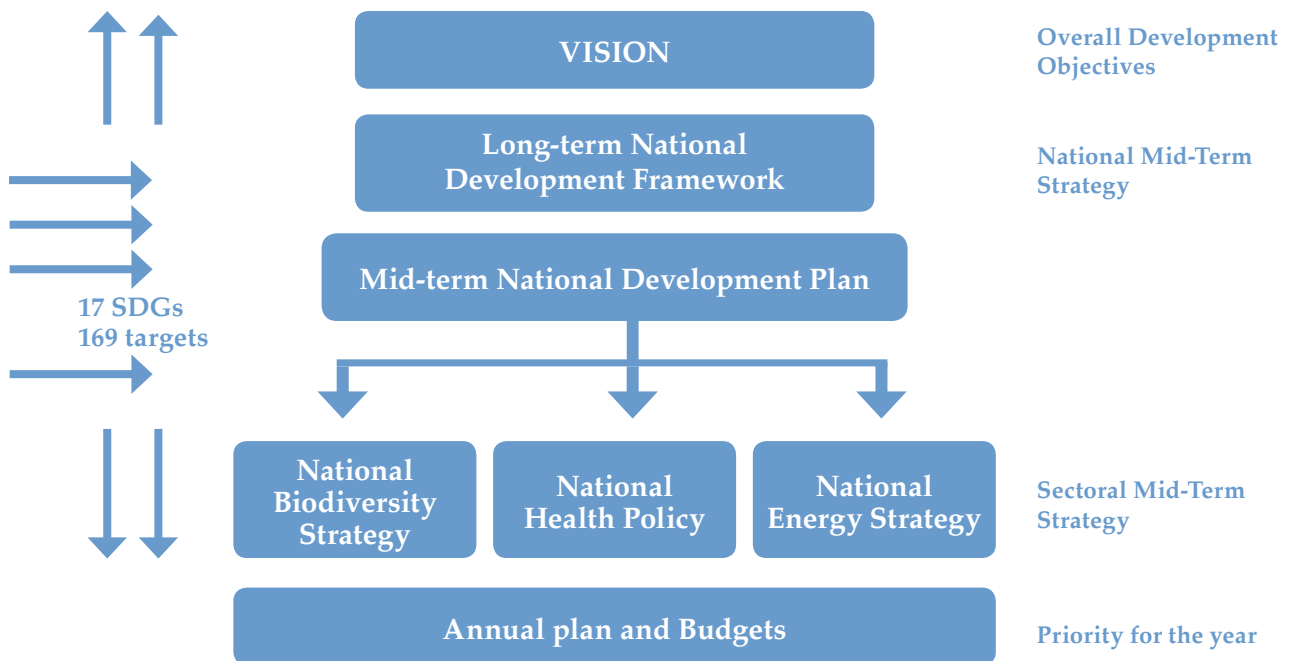 VISION
Overall Development
Objectives
Long-term National
Development Framework
National Mid-Term
Strategy
Mid-term National Development Plan
17 SDGs
169 targets
National
Biodiversity
Strategy
National
Health Policy
National
Energy Strategy
Sectoral Mid-Term
Strategy
Annual plan and Budgets
Priority for the year